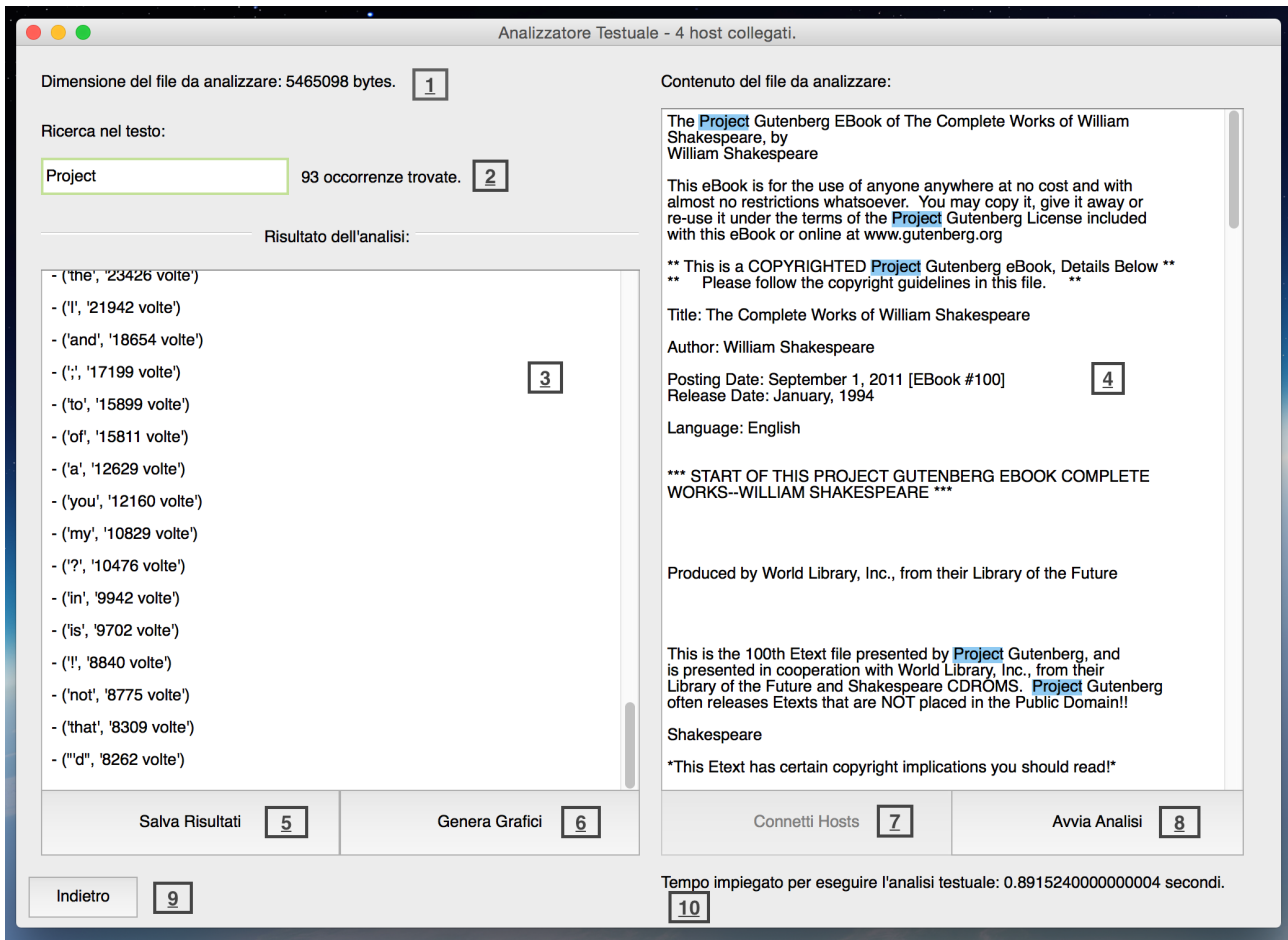 Analizzatore Testuale - 4 host collegati.
Dimensione del file da analizzare: 5465098 bytes.
1
Ricerca nel testo:
Project
93 occorrenze trovate.
2
Risultato dell'analisi:
- ('the', '23426 volte')
- ('I', '21942 volte')
- ('and', '18654 volte')
- (';', '17199 volte')
- ('to', '15899 volte')
- ('of', '15811 volte')
- ('a', '12629 volte')
- ('you', '12160 volte')
- ('my', '10829 volte')
- ('?', '10476 volte')
- ('in', '9942 volte')
- ('is', '9702 volte')
- ('!', '8840 volte')
- ('not', '8775 volte')
- ('that', '8309 volte')
- ("'d", '8262 volte')
3
Salva Risultati
5
Genera Grafici
6
Indietro
9
Contenuto del file da analizzare:
The Project Gutenberg EBook of The Complete Works of William
Shakespeare, by
William Shakespeare
This eBook is for the use of anyone anywhere at no cost and with
almost no restrictions whatsoever.  You may copy it, give it away or
re-use it under the terms of the Project Gutenberg License included
with this eBook or online at www.gutenberg.org
** This is a COPYRIGHTED Project Gutenberg eBook, Details Below **
**     Please follow the copyright guidelines in this file.     **
Title: The Complete Works of William Shakespeare
Author: William Shakespeare
Posting Date: September 1, 2011 [EBook #100]
Release Date: January, 1994
Language: English
4
*** START OF THIS PROJECT GUTENBERG EBOOK COMPLETE
WORKS--WILLIAM SHAKESPEARE ***
Produced by World Library, Inc., from their Library of the Future
This is the 100th Etext file presented by Project Gutenberg, and
is presented in cooperation with World Library, Inc., from their
Library of the Future and Shakespeare CDROMS.  Project Gutenberg
often releases Etexts that are NOT placed in the Public Domain!!
Shakespeare
*This Etext has certain copyright implications you should read!*
Connetti Hosts
7
Avvia Analisi
8
Tempo impiegato per eseguire l'analisi testuale: 0.8915240000000004 secondi.
10